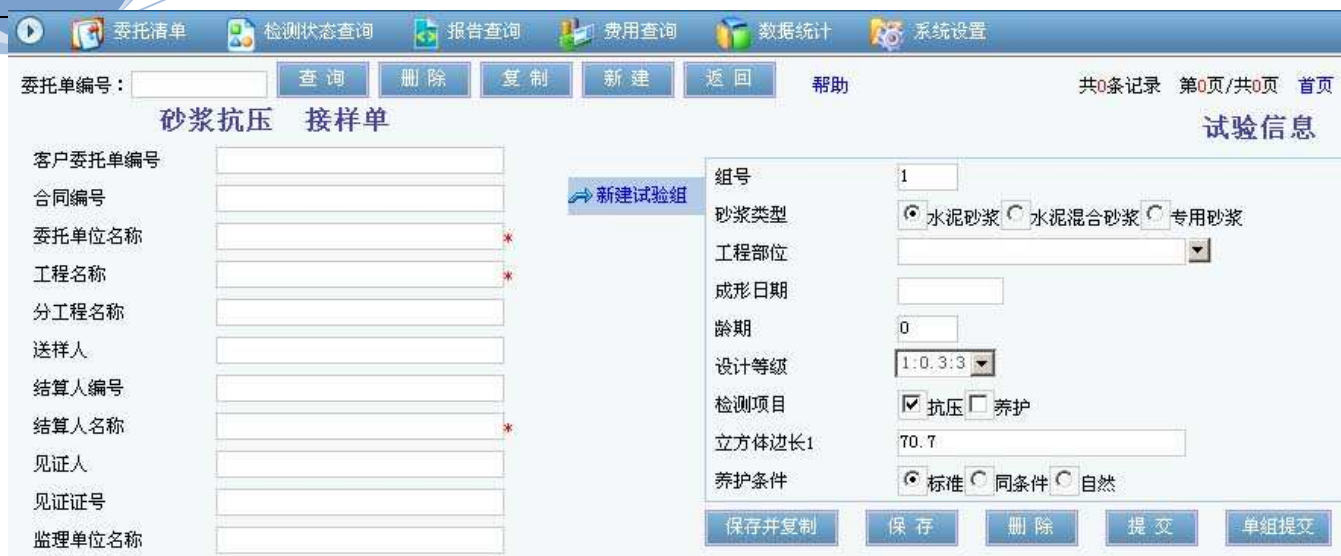 委托清单 检测状态查询 报告查询 费用查询 数据统计 系统设置
委托单编号： 查询 删除 复制 新建 返回 帮助 共0条记录 第0页/共0页 首页
砂浆抗压 接样单
试验信息
客户委托单编号
合同编号
委托单位名称 *
工程名称 *
分工程名称
送样人
结算人编号
结算人名称 *
见证人
见证证号
监理单位名称
新建试验组
组号 1
砂浆类型 水泥砂浆 水泥混合砂浆 专用砂浆
工程部位
成形日期
龄期 0
设计等级 1:0.3:3
检测项目 抗压 养护
立方体边长1 70.7
养护条件 标准 同条件 自然
保存并复制 保存 删除 提交 单组提交